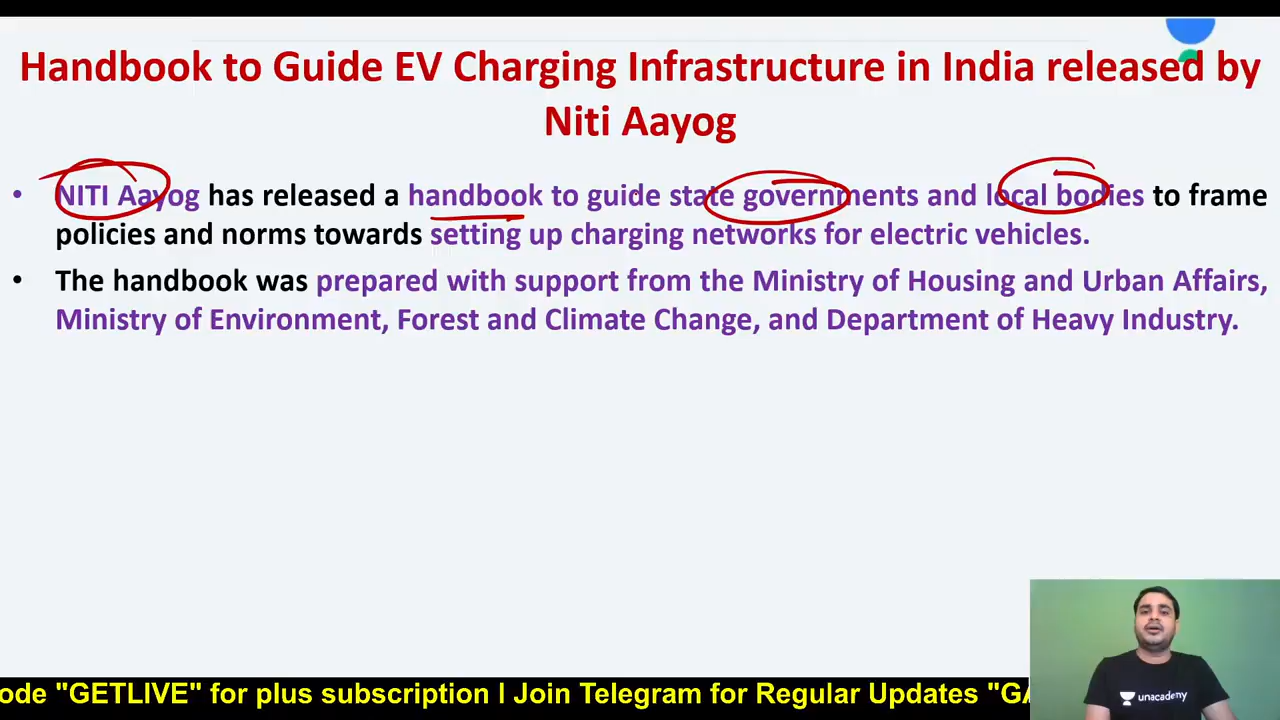 Handbook to Guide EV Charging Infrastructure in India released by
Niti Aayog
• NITI Aayog has released a handbook to guide state governments and local bodies to frame
policies and norms towards setting up charging networks for electric vehicles.
• The handbook was prepared with support from the Ministry of Housing and Urban Affairs,
Ministry of Environment, Forest and Climate Change, and Department of Heavy Industry.
unacademy
ode "GETLIVE" for plus subscription l Join Telegram for Regular Updates "GA